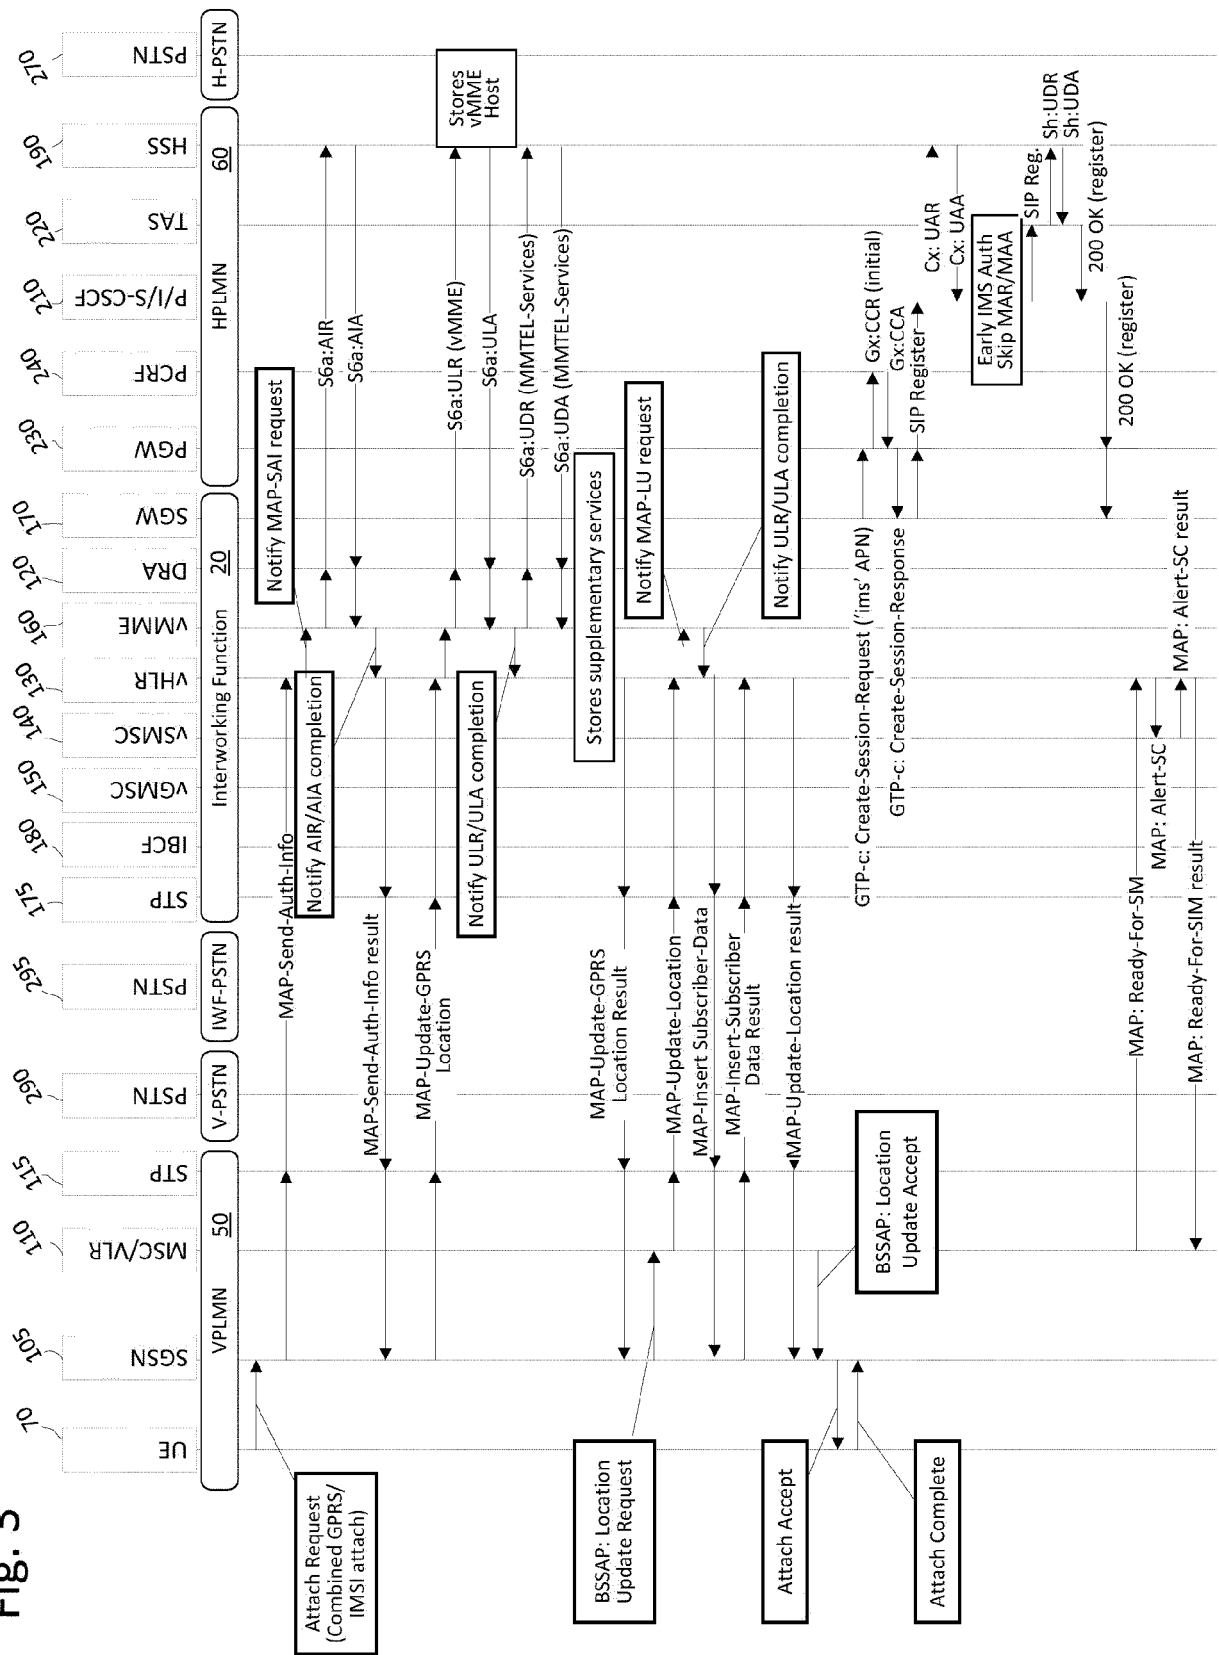 Fig. 3
70
105
110
115
290
295
175
180
150
140
130
160
120
170
230
240
210
220
190
270
UE
SGSN
MSC/VLR
STP
PSTN
PSTN
STP
IBCF
vGMSC
vSMSC
vHLR
vMME
DRA
SGW
PGW
PCRF
P/I/S-CSCF
TAS
HSS
PSTN
VPLMN
50
V-PSTN
IWF-PSTN
Interworking Function
20
HPLMN
60
H-PSTN
Attach Request
(Combined GPRS/
IMSI attach)
MAP-Send-Auth-Info
Notify MAP-SAI request
S6a:AIR
S6a:AIA
Notify AIR/AIA completion
MAP-Send-Auth-Info result
MAP-Update-GPRS
Location
S6a:ULR (vMME)
Stores
vMME
Host
S6a:ULA
Notify ULR/ULA completion
S6a:UDR (MMTEL-Services)
S6a:UDA (MMTEL-Services)
Stores supplementary services
MAP-Update-GPRS
Location Result
BSSAP: Location
Update Request
MAP-Update-Location
Notify MAP-LU request
MAP-Insert Subscriber-Data
Notify ULR/ULA completion
MAP-Insert-Subscriber
Data Result
MAP-Update-Location result
BSSAP: Location
Update Accept
Attach Accept
Attach Complete
GTP-c: Create-Session-Request ('ims' APN)
Gx:CCR (initial)
Gx:CCA
GTP-c: Create-Session-Response
SIP Register
Cx: UAR
Cx: UAA
Early IMS Auth
Skip MAR/MAA
SIP Reg.
Sh:UDR
Sh:UDA
200 OK (register)
200 OK (register)
MAP: Ready-For-SM
MAP: Alert-SC
MAP: Alert-SC result
MAP: Ready-For-SIM result